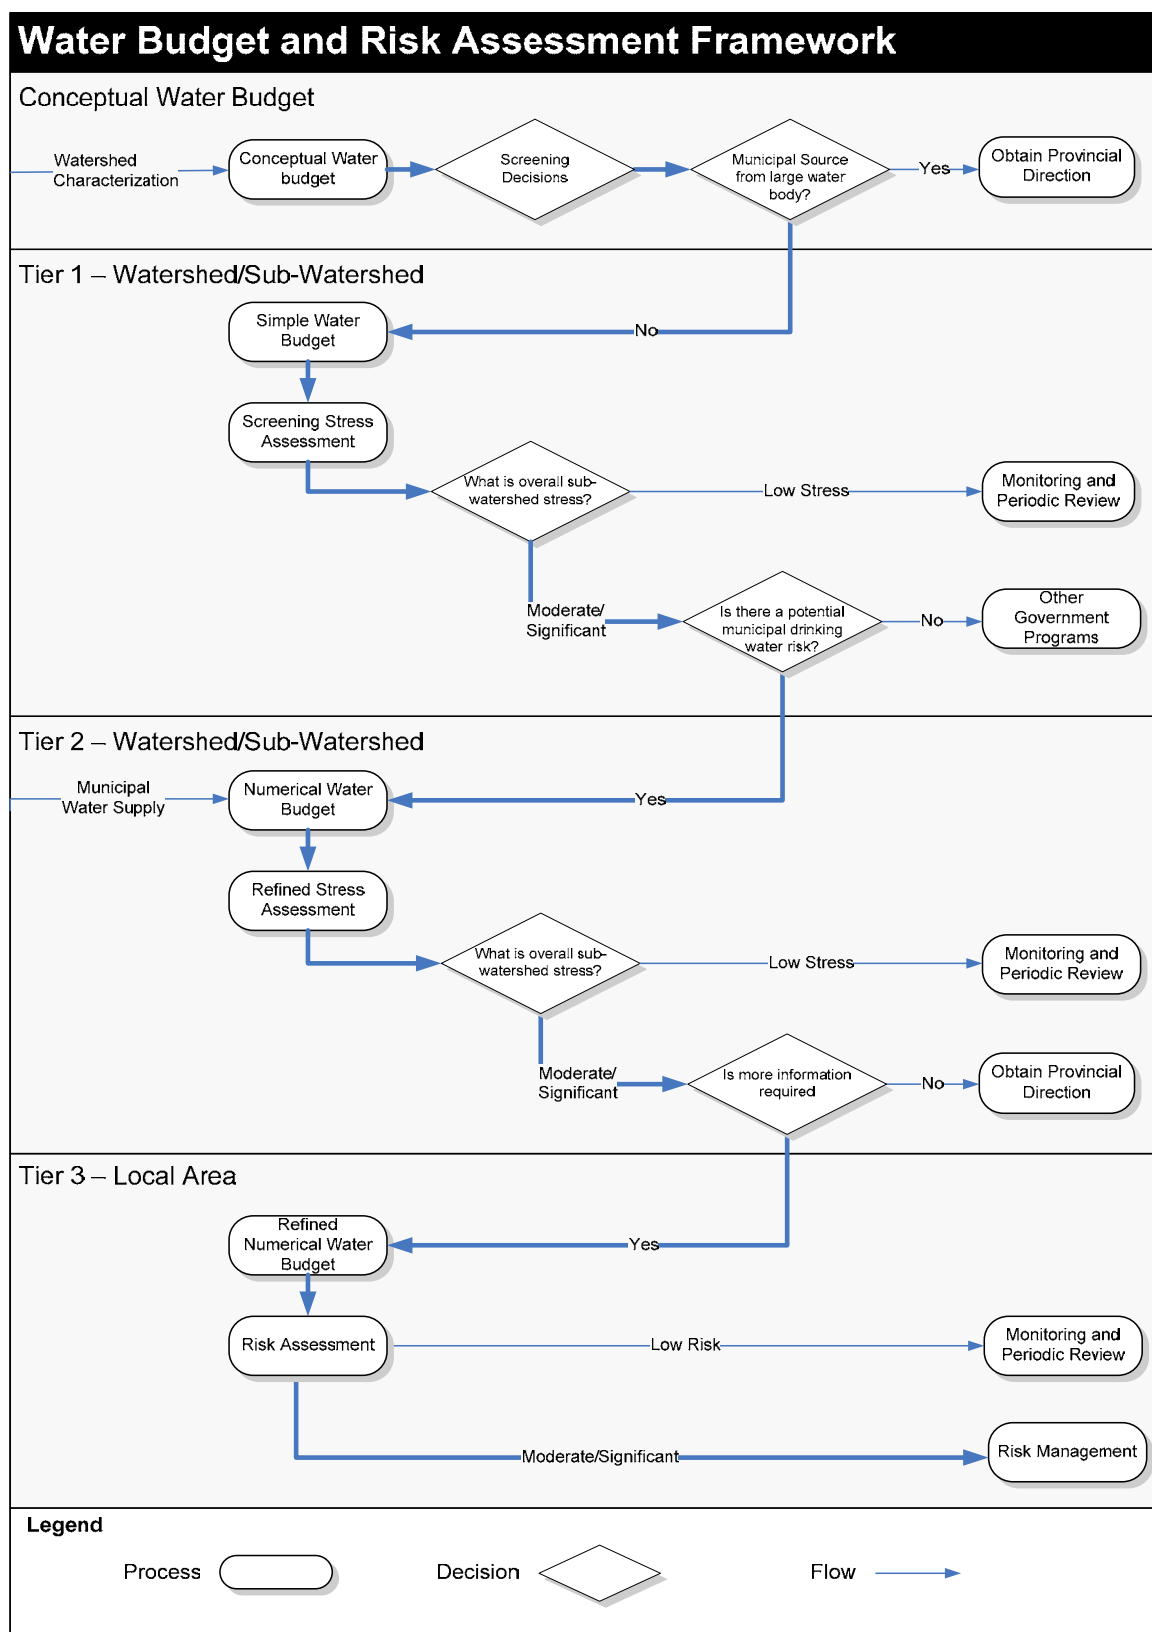 Water Budget and Risk Assessment Framework
Conceptual Water Budget
Watershed
Characterization
Conceptual Water
budget
Screening
Decisions
Municipal Source
from large water
body?
Yes
Obtain Provincial
Direction
Tier 1 – Watershed/Sub-Watershed
Simple Water
Budget
No
Screening Stress
Assessment
What is overall sub-
watershed stress?
Low Stress
Monitoring and
Periodic Review
Moderate/
Significant
Is there a potential
municipal drinking
water risk?
No
Other
Government
Programs
Tier 2 – Watershed/Sub-Watershed
Municipal
Water Supply
Numerical Water
Budget
Yes
Refined Stress
Assessment
What is overall sub-
watershed stress?
Low Stress
Monitoring and
Periodic Review
Moderate/
Significant
Is more information
required
No
Obtain Provincial
Direction
Tier 3 – Local Area
Refined
Numerical Water
Budget
Yes
Risk Assessment
Low Risk
Monitoring and
Periodic Review
Moderate/Significant
Risk Management
Legend
Process
Decision
Flow